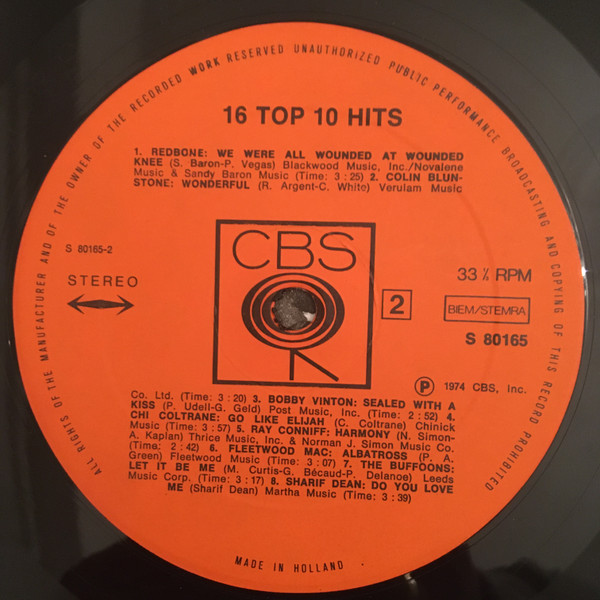 ALL RIGHTS OF THE MANUFACTURER AND OF THE OWNER OF THE RECORDED WORK RESERVED UNAUTHORIZED PUBLIC PERFORMANCE BROADCASTING AND COPYING OF THIS RECORD PROHIBITED
16 TOP 10 HITS
1. REDBONE: WE WERE ALL WOUNDED AT WOUNDED
KNEE (S. Baron-P. Vegas) Blackwood Music, Inc./Novalene
Music & Sandy Baron Music (Time: 3 : 25) 2. COLIN BLUN-
STONE: WONDERFUL (R. Argent-C. White) Verulam Music
S 80165-2
STEREO
CBS
2
33 ⅓ RPM
BIEM/STEMRA
S 80165
Ⓟ 1974 CBS, Inc.
Co. Ltd. (Time: 3 : 20) 3. BOBBY VINTON: SEALED WITH A
KISS (P. Udell-G. Geld) Post Music, Inc. (Time: 2 : 52) 4.
CHI COLTRANE: GO LIKE ELIJAH (C. Coltrane) Chinick
Music (Time: 3 : 57) 5. RAY CONNIFF: HARMONY (N. Simon-
A. Kaplan) Thrice Music, Inc. & Norman J. Simon Music Co.
(Time: 2 : 42) 6. FLEETWOOD MAC: ALBATROSS (P. A.
Green) Fleetwood Music (Time: 3 : 07) 7. THE BUFFOONS:
LET IT BE ME (M. Curtis-G. Bécaud-P. Delanoe) Leeds
Music Corp. (Time: 3 : 17) 8. SHARIF DEAN: DO YOU LOVE
ME (Sharif Dean) Martha Music (Time: 3 : 39)
MADE IN HOLLAND .